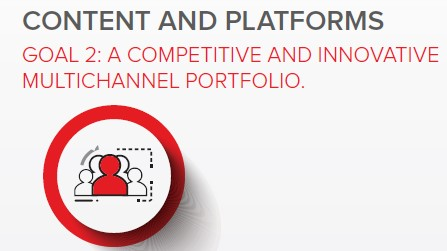 CONTENT AND PLATFORMS
GOAL 2: A COMPETITIVE AND INNOVATIVE
MULTICHANNEL PORTFOLIO.